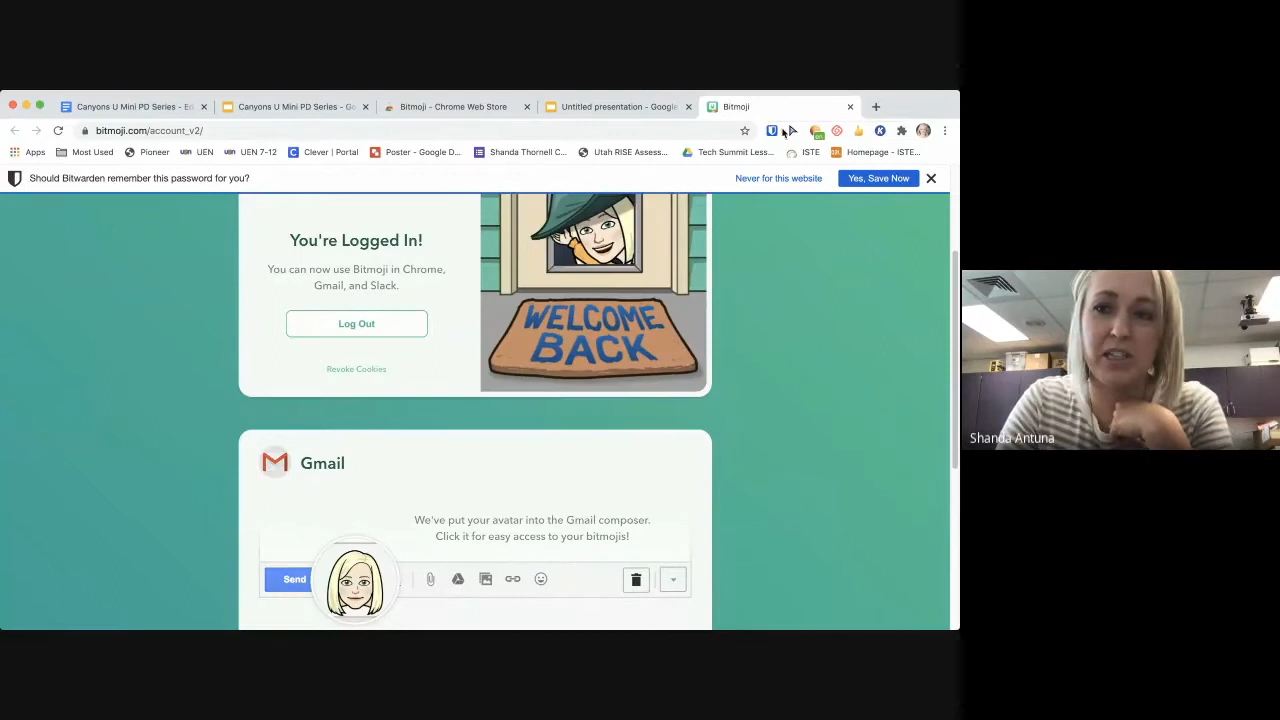 Canyons U Mini PD Series - Ed
Canyons U Mini PD Series - Go
Bitmoji - Chrome Web Store
Untitled presentation - Google
Bitmoji
bitmoji.com/account_v2/
Apps
Most Used
Pioneer
UEN
UEN 7-12
Clever | Portal
Poster - Google D...
Shanda Thornell C...
Utah RISE Assess...
Tech Summit Less...
ISTE
Homepage - ISTE...
Should Bitwarden remember this password for you?
Never for this website
Yes, Save Now
You're Logged In!
You can now use Bitmoji in Chrome,
Gmail, and Slack.
Log Out
Revoke Cookies
WELCOME
BACK
Gmail
We've put your avatar into the Gmail composer.
Click it for easy access to your bitmojis!
Send
Shanda Antuna